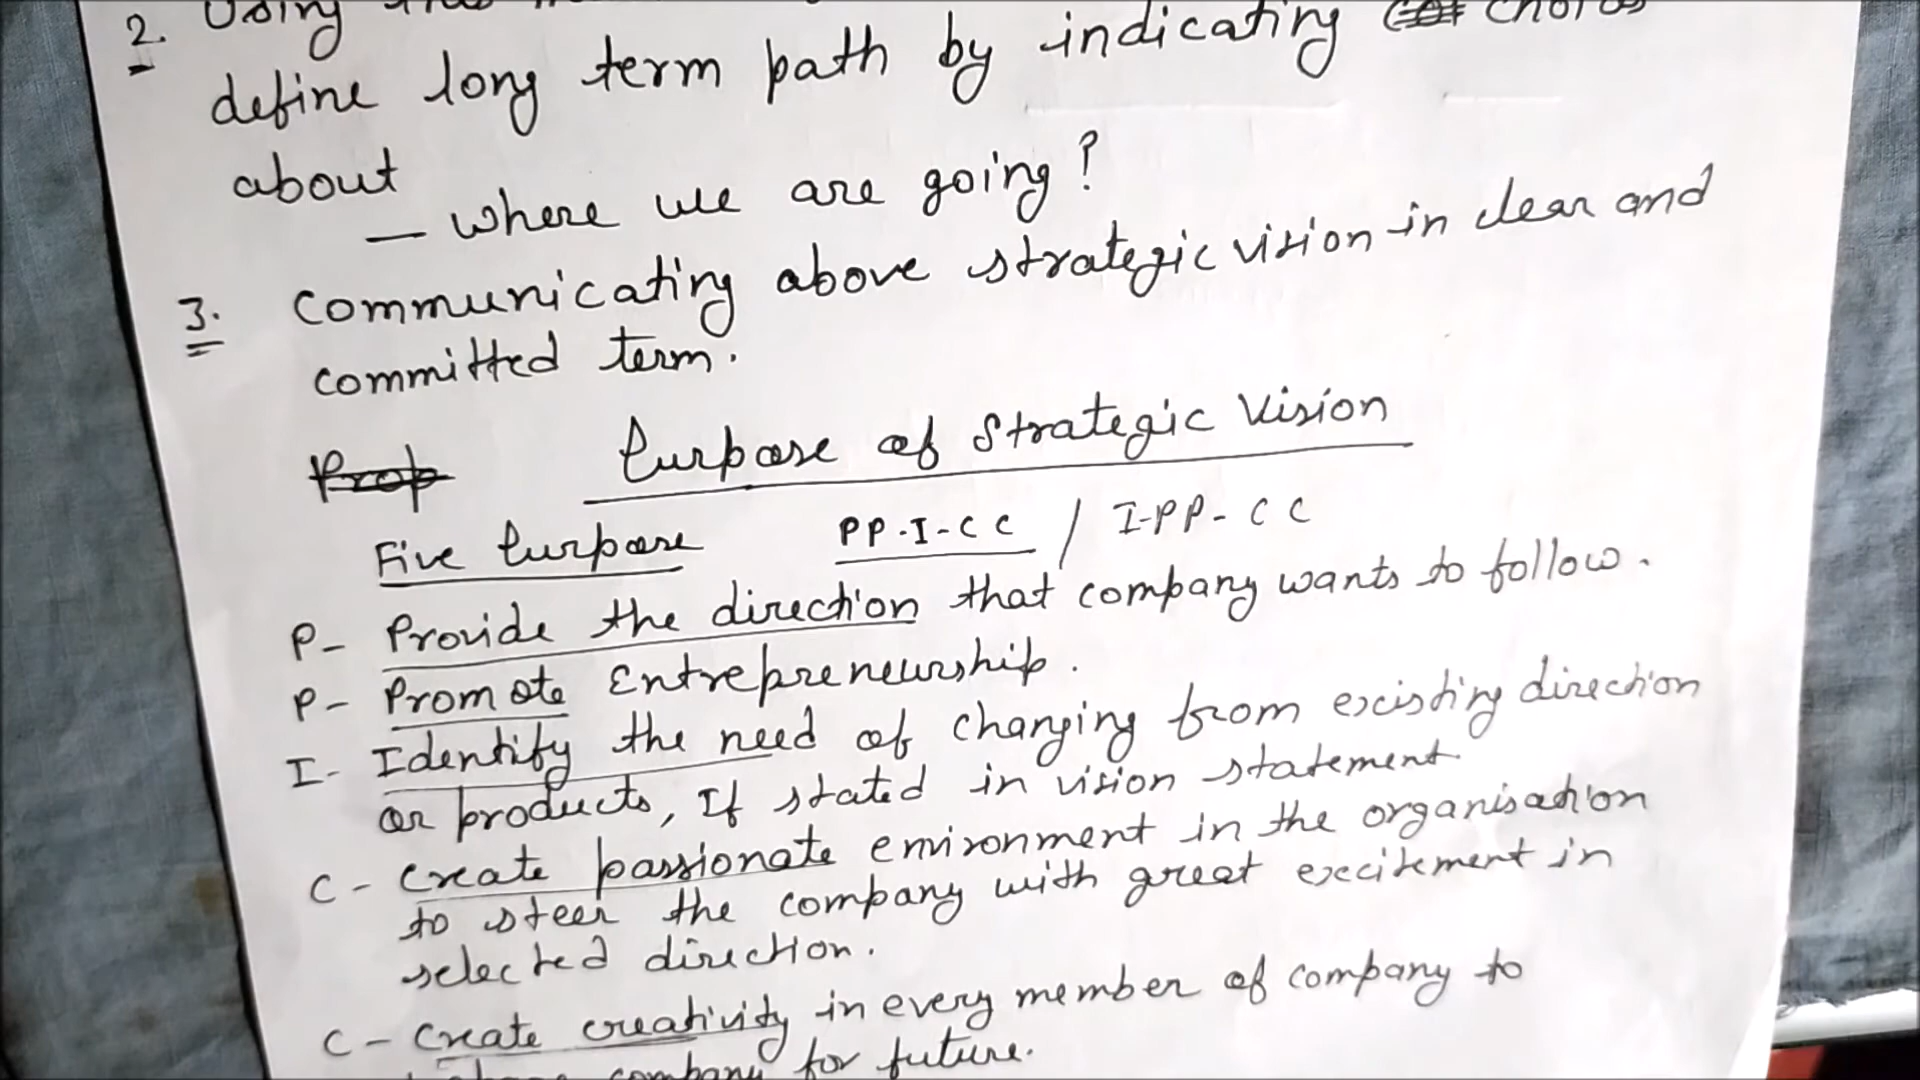 2. Using
define long term path by indicating
about
— where we are going?
3. Communicating above strategic vision in clear and
committed term.
Prop Purpose of Strategic Vision
Five Purpose PP-I-CC / I-PP-CC
P- Provide the direction that company wants to follow.
P- Promote Entrepreneurship.
I- Identify the need of changing from existing direction
or products, If stated in vision statement
C- Create passionate environment in the organisation
to steer the company with great excitement in
selected direction.
C- Create creativity in every member of company to
company for future.